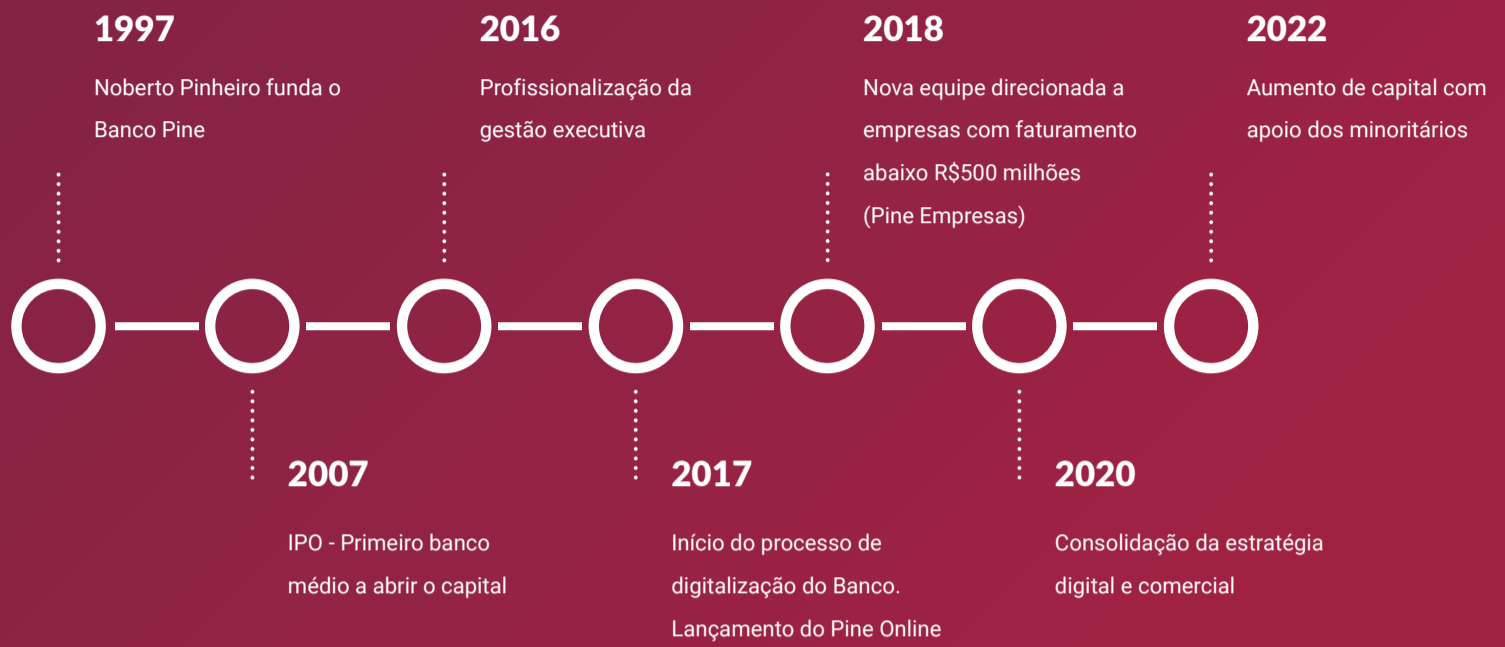 1997
Noberto Pinheiro funda o
Banco Pine
2016
Profissionalização da
gestão executiva
2018
Nova equipe direcionada a
empresas com faturamento
abaixo R$500 milhões
(Pine Empresas)
2022
Aumento de capital com
apoio dos minoritários
2007
IPO - Primeiro banco
médio a abrir o capital
2017
Início do processo de
digitalização do Banco.
Lançamento do Pine Online
2020
Consolidação da estratégia
digital e comercial